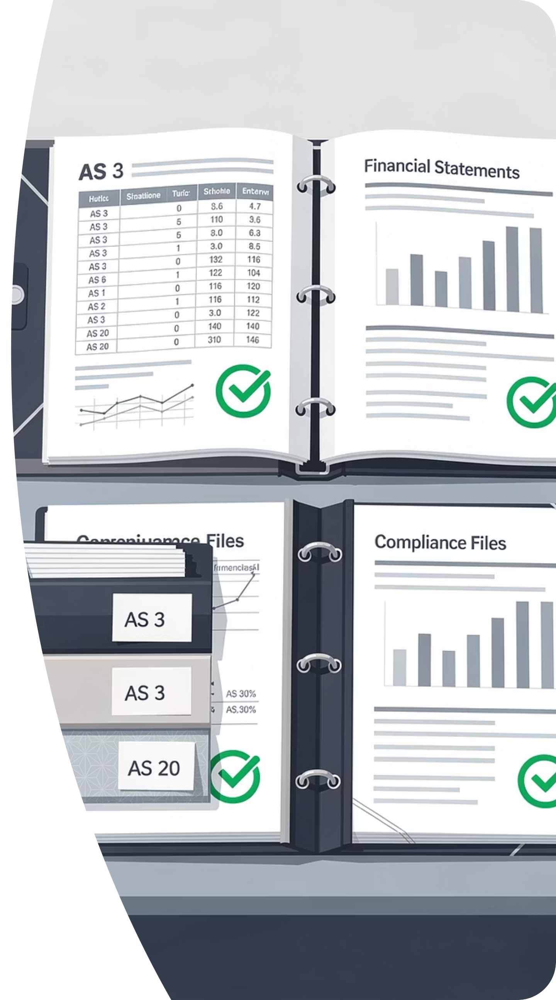 AS 3
Hutlcc Sinatlione Turic Schohle Entenvr
AS 3 0 8.6 4.7
AS 3 5 110 3.6
AS 3 5 8.0 6.3
AS 3 1 3.0 8.5
AS 3 0 132 116
AS 6 1 122 104
AS 1 0 116 120
AS 2 1 116 112
AS 3 0 3.0 122
AS 20 0 140 140
AS 20 0 310 146
Financial Statements
Files
AS 3
AS 3
AS 30%
AS.30%
AS 20
Compliance Files